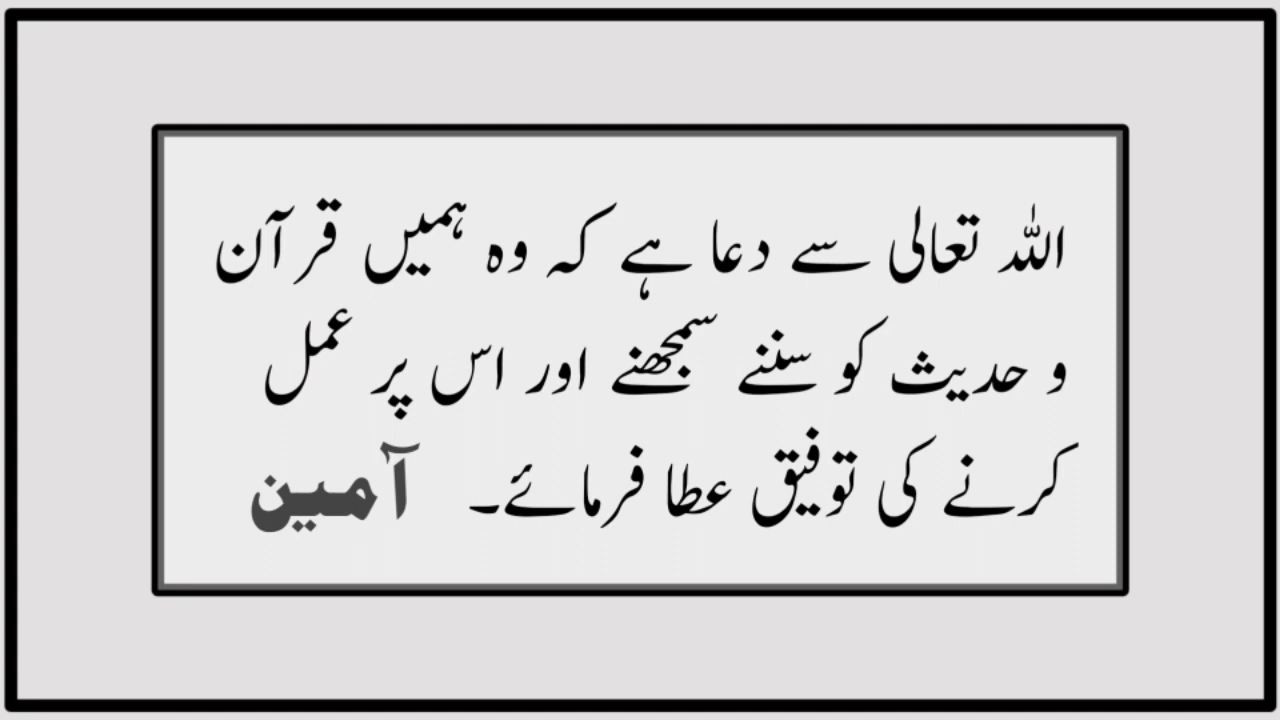 اللہ تعالی سے دعا ہے کہ وہ ہمیں قرآن
و حدیث کو سننے سمجھنے اور اس پر عمل
کرنے کی توفیق عطا فرمائے۔ آمین